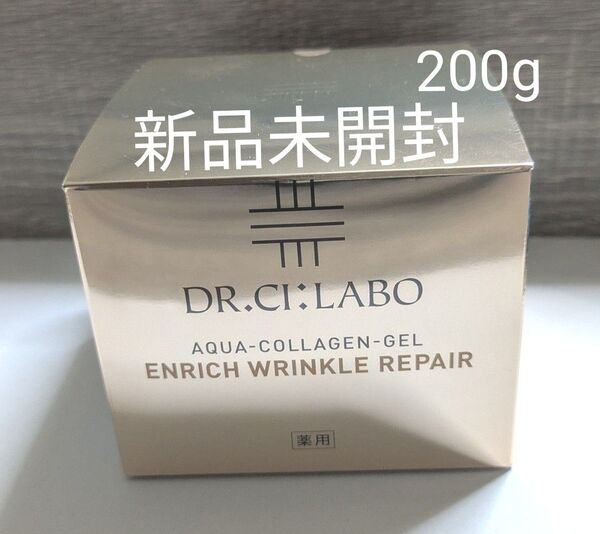 200g
新品未開封
DR.CI:LABO
AQUA-COLLAGEN-GEL
ENRICH WRINKLE REPAIR
薬用